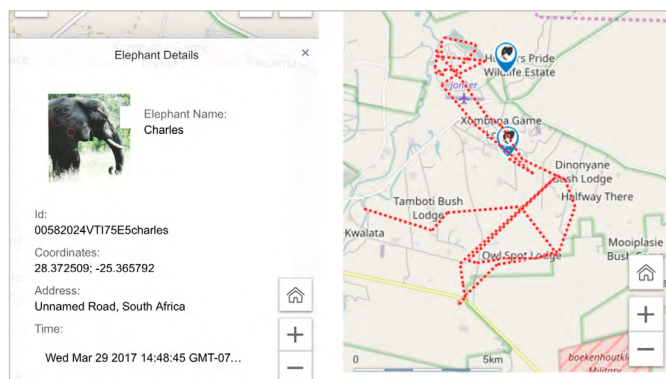 Elephant Details
×
Elephant Name:
Charles
Id:
00582024VTI75E5charles
Coordinates:
28.372509; -25.365792
Address:
Unnamed Road, South Africa
Time:
Wed Mar 29 2017 14:48:45 GMT-07...
+
−
Wildlife Estate
Jonker
Xombana Game
Dinonyane
Bush Lodge
Halfway There
Tamboti Bush
Lodge
Kwalata
Owl Spot Lodge
Mooiplasie
0
5km
boekenhoutkl
Military
+
−